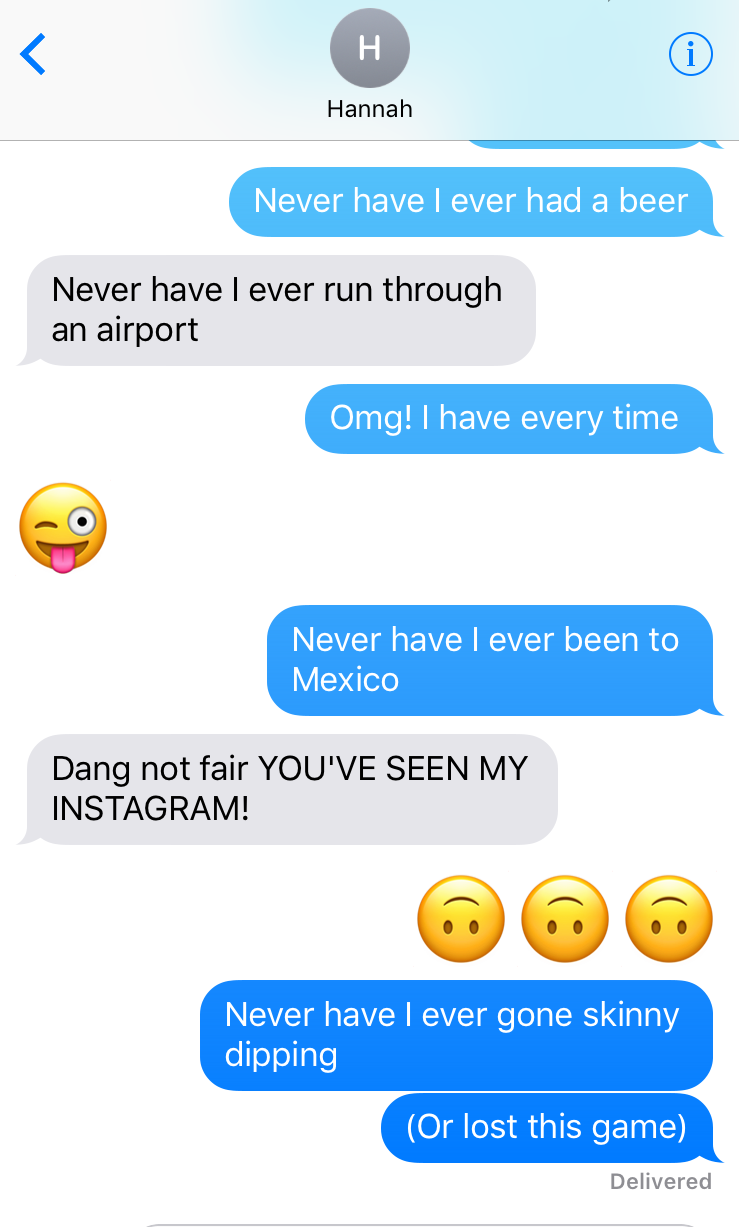 H
Hannah
Never have I ever had a beer
Never have I ever run through
an airport
Omg! I have every time
Never have I ever been to
Mexico
Dang not fair YOU'VE SEEN MY
INSTAGRAM!
Never have I ever gone skinny
dipping
(Or lost this game)
Delivered